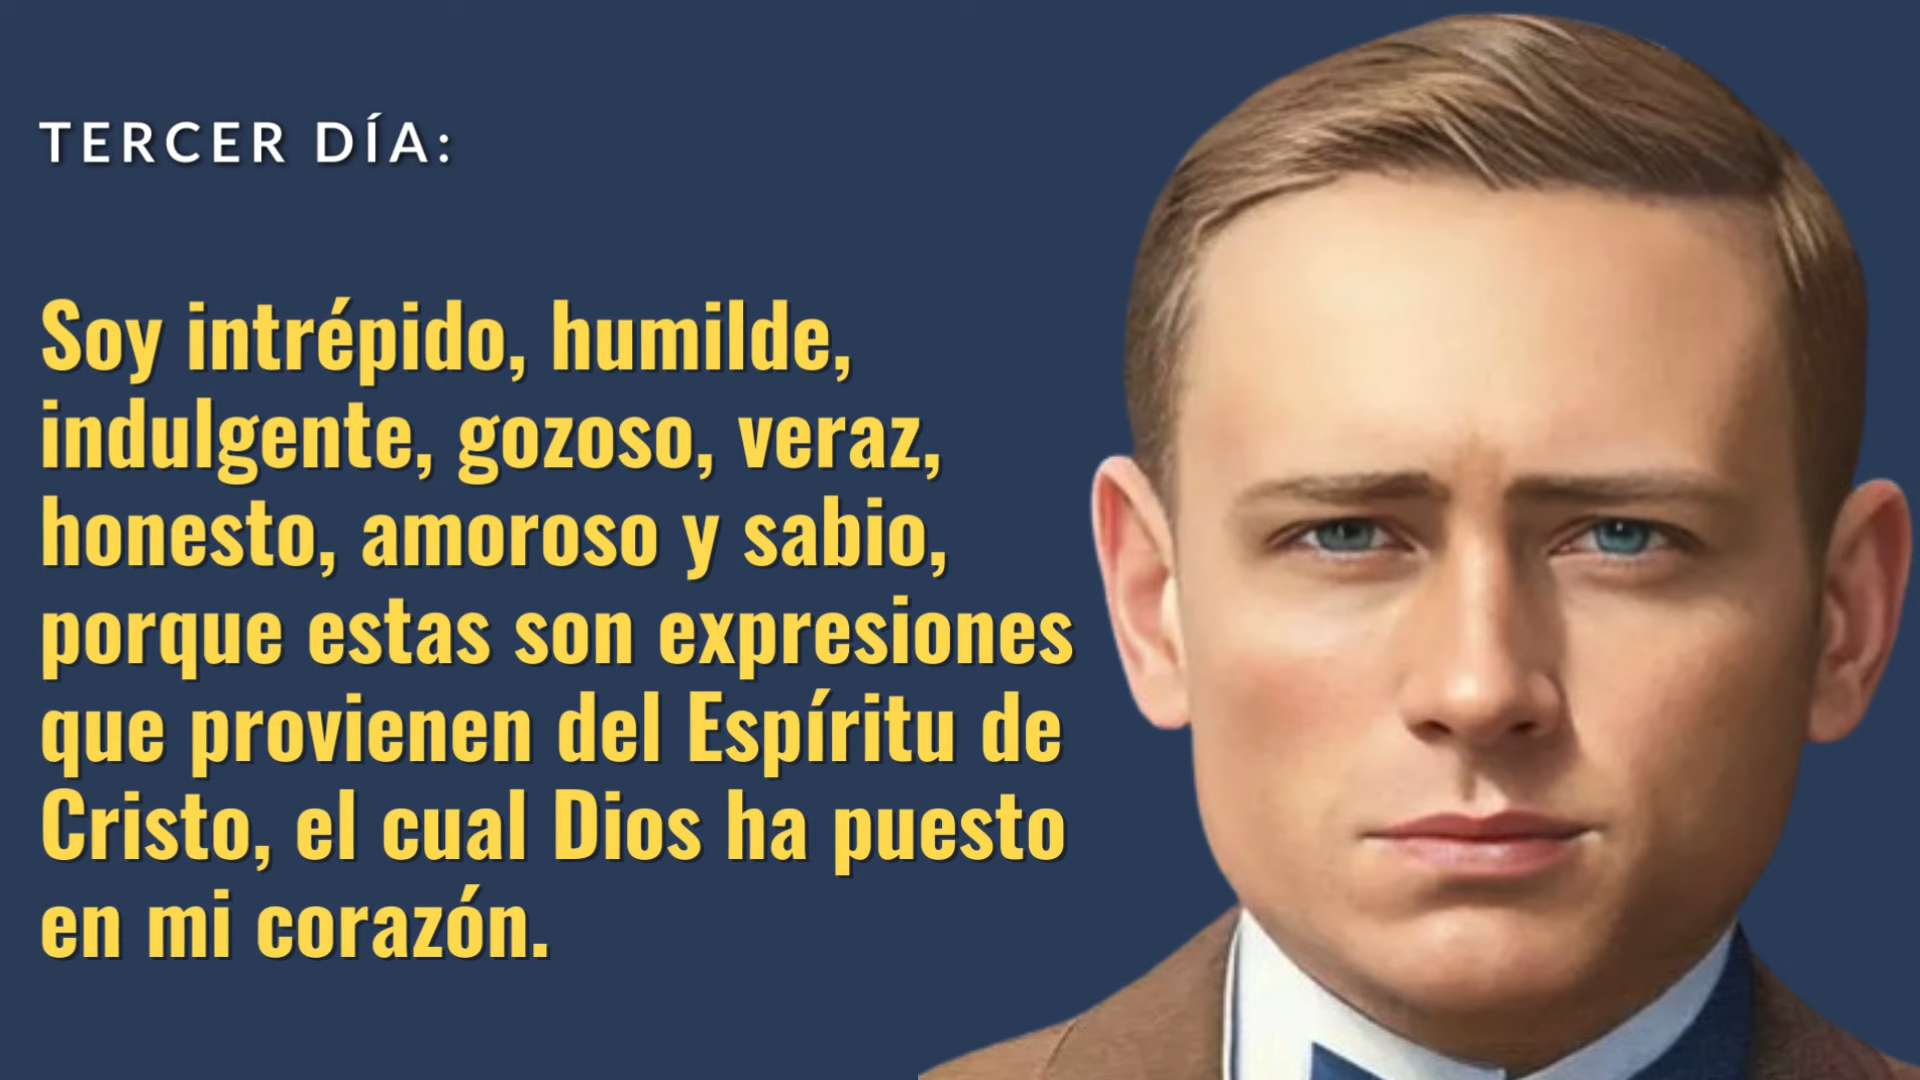 TERCER DÍA:
Soy intrépido, humilde,
indulgente, gozoso, veraz,
honesto, amoroso y sabio,
porque estas son expresiones
que provienen del Espíritu de
Cristo, el cual Dios ha puesto
en mi corazón.